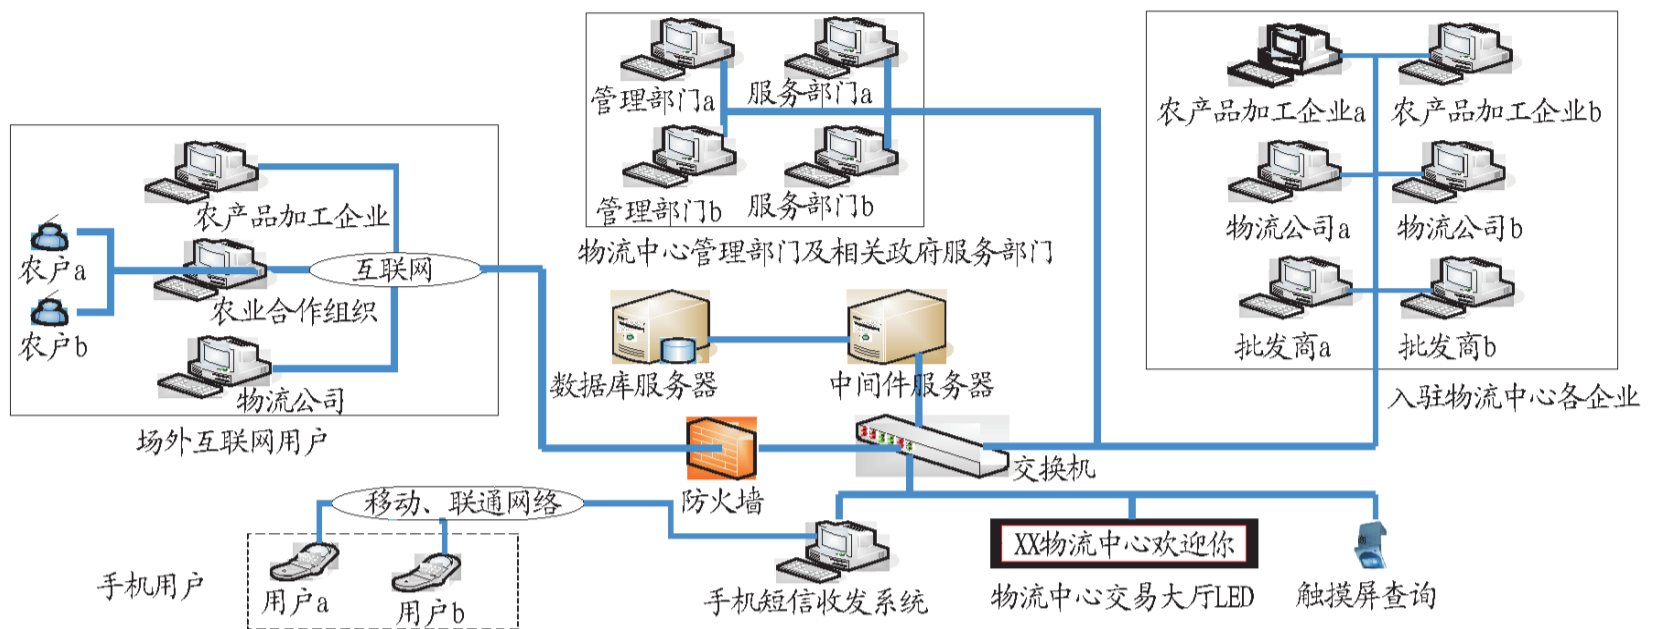 管理部门a
服务部门a
管理部门b
服务部门b
物流中心管理部门及相关政府服务部门
农产品加工企业a
农产品加工企业b
物流公司a
物流公司b
批发商a
批发商b
入驻物流中心各企业
农产品加工企业
农户a
互联网
农业合作组织
农户b
物流公司
场外互联网用户
数据库服务器
中间件服务器
防火墙
交换机
移动、联通网络
手机用户
用户a
用户b
手机短信收发系统
XX物流中心欢迎你
物流中心交易大厅LED
触摸屏查询